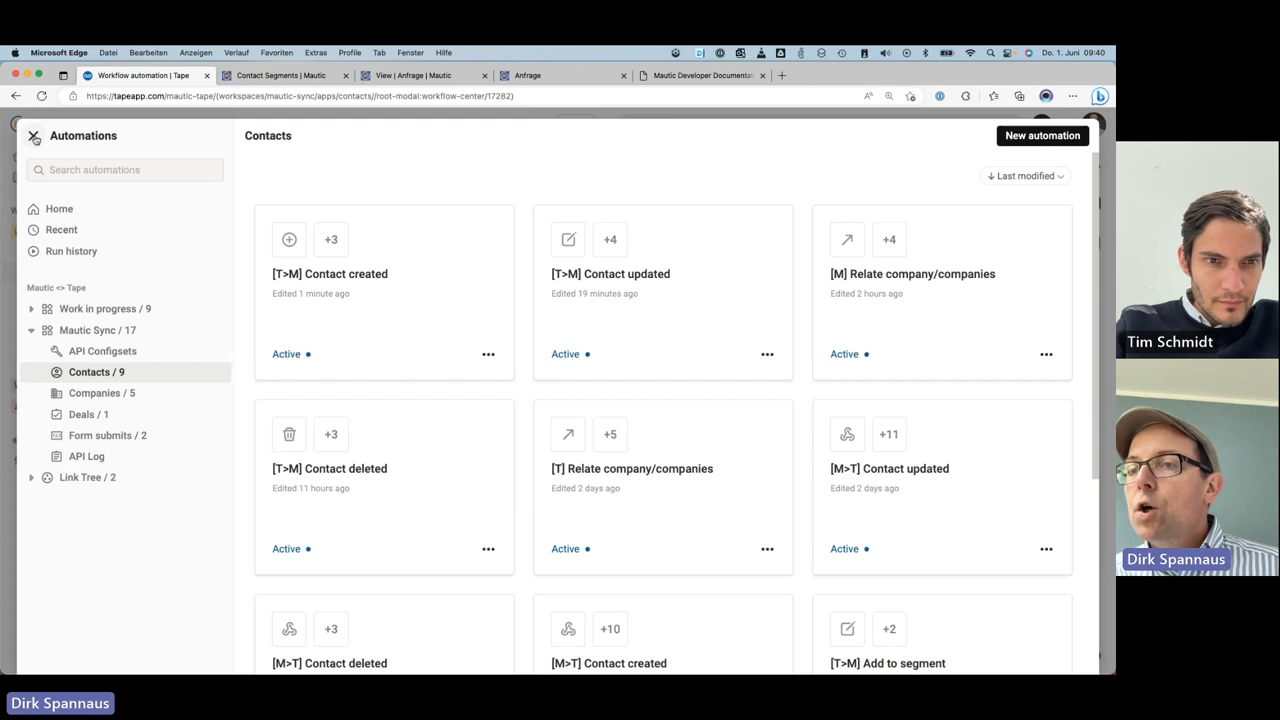 Microsoft Edge Datei Bearbeiten Anzeigen Verlauf Favoriten Extras Profile Tab Fenster Hilfe Do. 1. Juni 09:40
Workflow automation | Tape Contact Segments | Mautic View | Anfrage | Mautic Anfrage Mautic Developer Documentat
https://tapeapp.com/mautic-tape/(workspaces/mautic-sync/apps/contacts//root-modal:workflow-center/17282)
Automations
Contacts
New automation
Search automations
Last modified
Home
Recent
Run history
Mautic <> Tape
Work in progress / 9
Mautic Sync / 17
API Configsets
Contacts / 9
Companies / 5
Deals / 1
Form submits / 2
API Log
Link Tree / 2
+3
[T>M] Contact created
Edited 1 minute ago
Active
+4
[T>M] Contact updated
Edited 19 minutes ago
Active
+4
[M] Relate company/companies
Edited 2 hours ago
Active
+3
[T>M] Contact deleted
Edited 11 hours ago
Active
+5
[T] Relate company/companies
Edited 2 days ago
Active
+11
[M>T] Contact updated
Edited 2 days ago
Active
+3
[M>T] Contact deleted
+10
[M>T] Contact created
+2
[T>M] Add to segment
Tim Schmidt
Dirk Spannaus
Dirk Spannaus